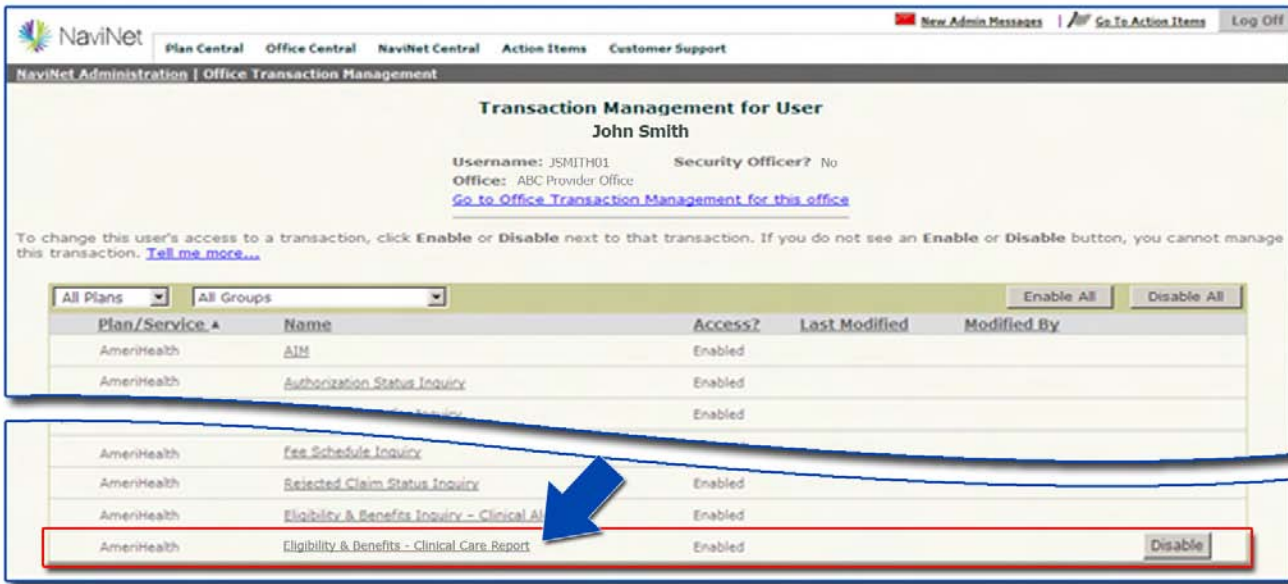 New Admin Messages | Go To Action Items Log Off
NaviNet
Plan Central Office Central NaviNet Central Action Items Customer Support
NaviNet Administration | Office Transaction Management
Transaction Management for User
John Smith
Username: JSMITH01 Security Officer? No
Office: ABC Provider Office
Go to Office Transaction Management for this office
To change this user's access to a transaction, click Enable or Disable next to that transaction. If you do not see an Enable or Disable button, you cannot manage
this transaction. Tell me more...
All Plans All Groups Enable All Disable All
Plan/Service Name Access? Last Modified Modified By
AmeriHealth AIM Enabled
AmeriHealth Authorization Status Inquiry Enabled
Inquiry Enabled
AmeriHealth Fee Schedule Inquiry
AmeriHealth Rejected Claim Status Inquiry Enabled
AmeriHealth Eligibility & Benefits Inquiry - Clinical Enabled
AmeriHealth Eligibility & Benefits - Clinical Care Report Enabled Disable